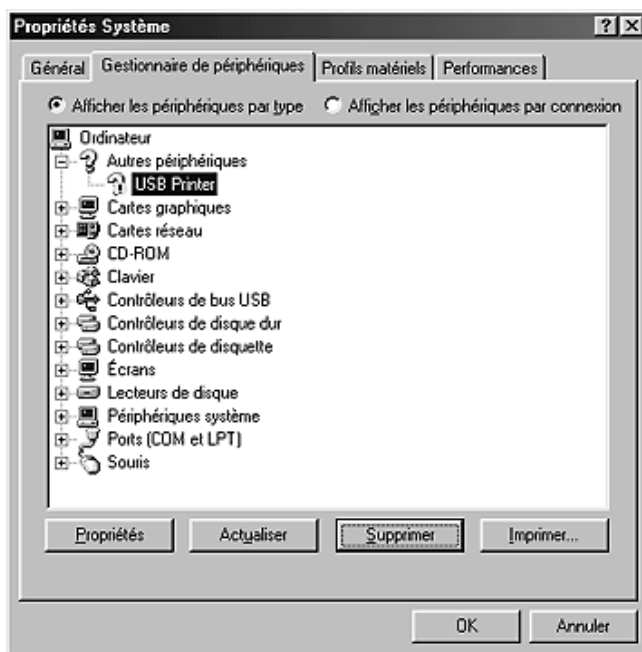 Propriétés Système
Général Gestionnaire de périphériques Profils matériels Performances
Afficher les périphériques par type Afficher les périphériques par connexion
Ordinateur
Autres périphériques
USB Printer
Cartes graphiques
Cartes réseau
CD-ROM
Clavier
Contrôleurs de bus USB
Contrôleurs de disque dur
Contrôleurs de disquette
Écrans
Lecteurs de disque
Périphériques système
Ports (COM et LPT)
Souris
Propriétés Actualiser Supprimer Imprimer...
OK Annuler